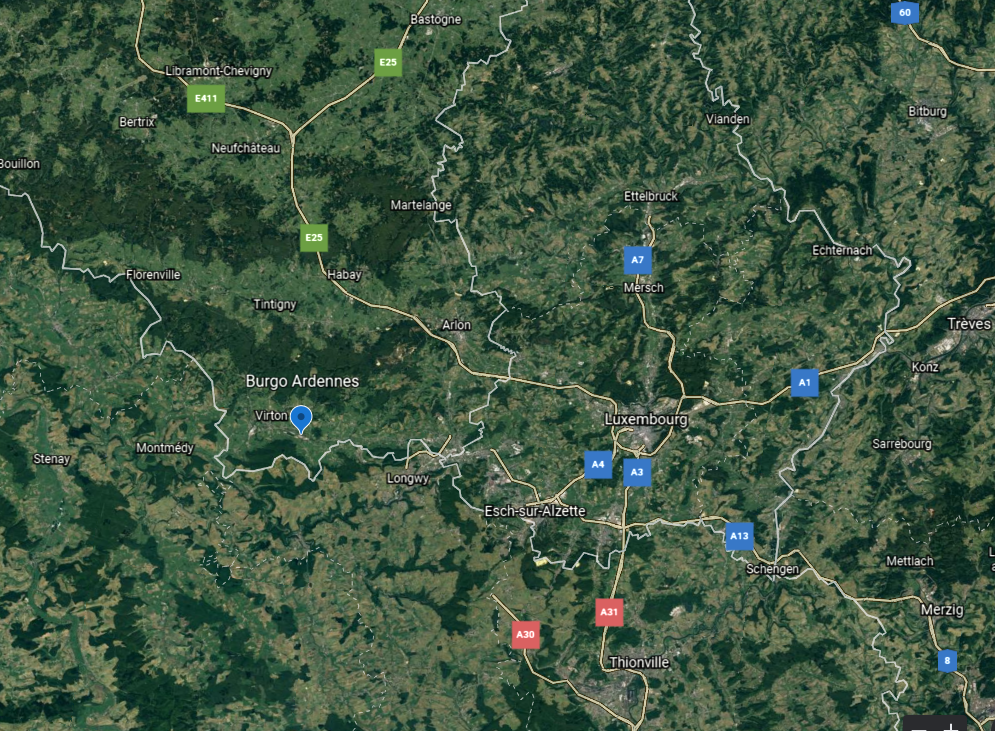 60
Bastogne
E25
Libramont-Chevigny
E411
Bitburg
Bertrix
Vianden
Neufchâteau
Bouillon
Ettelbruck
Martelange
E25
Echternach
A7
Florenville
Habay
Mersch
Tintigny
Arlon
Trèves
Konz
Burgo Ardennes
A1
Virton
Luxembourg
Sarrebourg
Montmédy
Stenay
A4
A3
Longwy
Esch-sur-Alzette
A13
Mettlach
Schengen
Merzig
A31
A30
Thionville
8